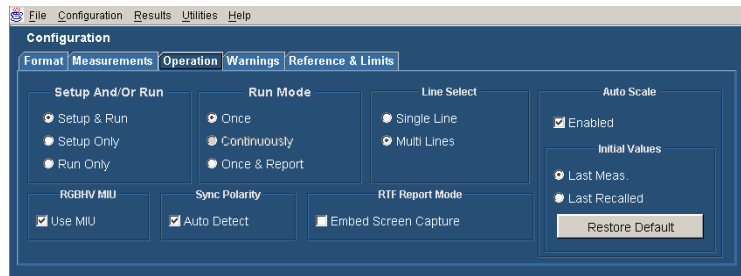 File Configuration Results Utilities Help
Configuration
Format Measurements Operation Warnings Reference & Limits
Setup And/Or Run
Setup & Run
Setup Only
Run Only
Run Mode
Once
Continuously
Once & Report
Line Select
Single Line
Multi Lines
Auto Scale
Enabled
Initial Values
Last Meas.
Last Recalled
Restore Default
RGBHV MIU
Use MIU
Sync Polarity
Auto Detect
RTF Report Mode
Embed Screen Capture